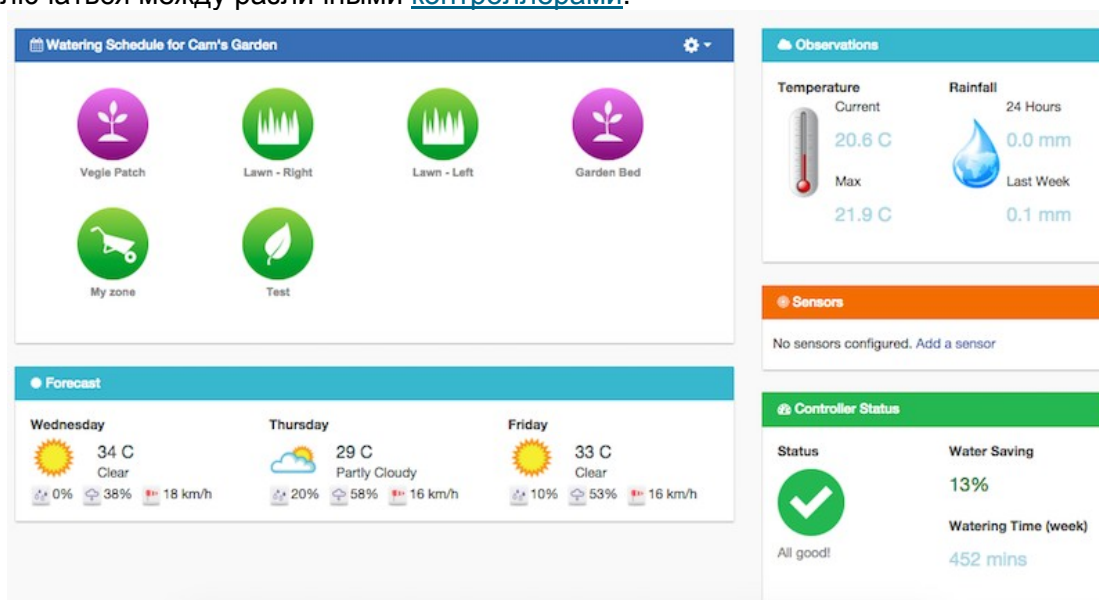 ключаться между различными контроллерами.
Watering Schedule for Cam's Garden
Vegie Patch
Lawn - Right
Lawn - Left
Garden Bed
My zone
Test
Forecast
Wednesday
34 C
Clear
0% 38% 18 km/h
Thursday
29 C
Partly Cloudy
20% 58% 16 km/h
Friday
33 C
Clear
10% 53% 16 km/h
Observations
Temperature
Current
20.6 C
Max
21.9 C
Rainfall
24 Hours
0.0 mm
Last Week
0.1 mm
Sensors
No sensors configured. Add a sensor
Controller Status
Status
All good!
Water Saving
13%
Watering Time (week)
452 mins